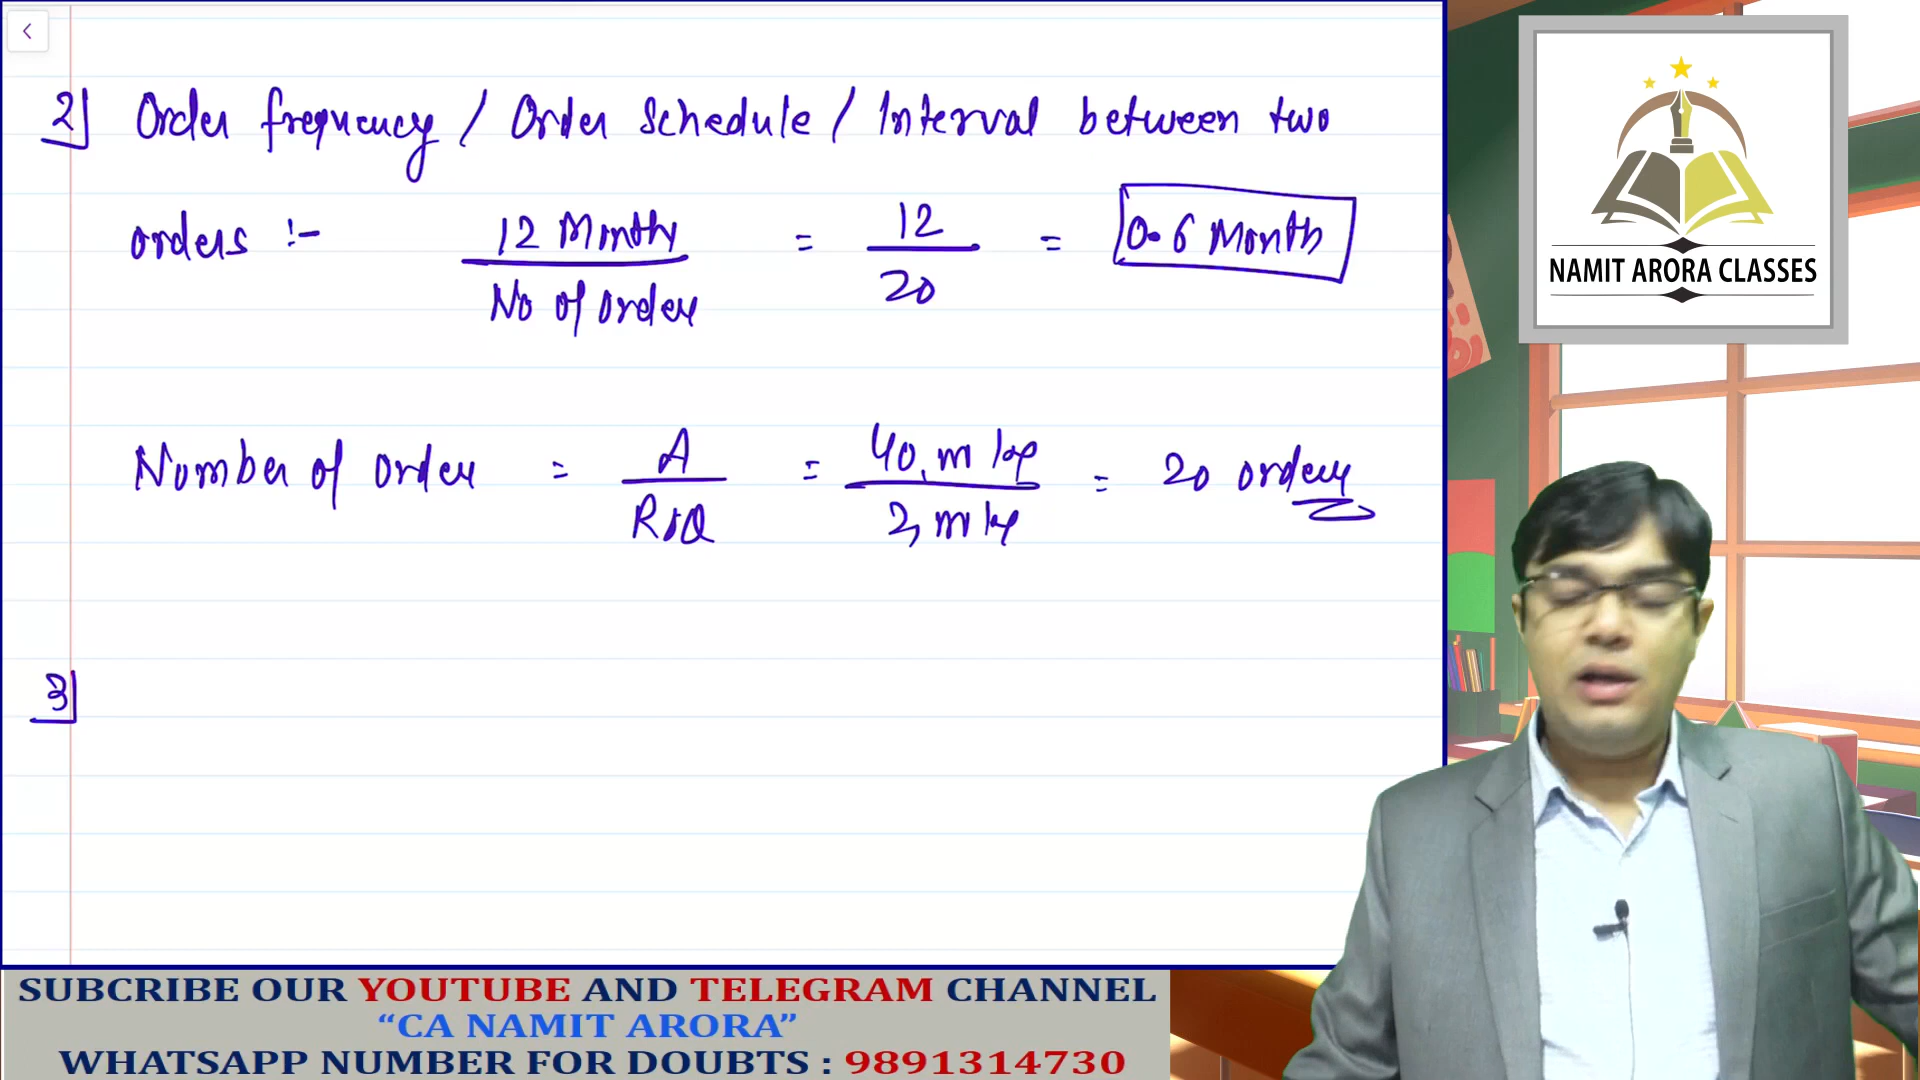 2] Order frequency / Order Schedule / Interval between two
orders :- 12 Month / No of order = 12 / 20 = 0.6 Month
Number of order = A / ROQ = 40,m kg / 2,m kg = 20 orders
3]
NAMIT ARORA CLASSES
SUBCRIBE OUR YOUTUBE AND TELEGRAM CHANNEL
“CA NAMIT ARORA”
WHATSAPP NUMBER FOR DOUBTS : 9891314730